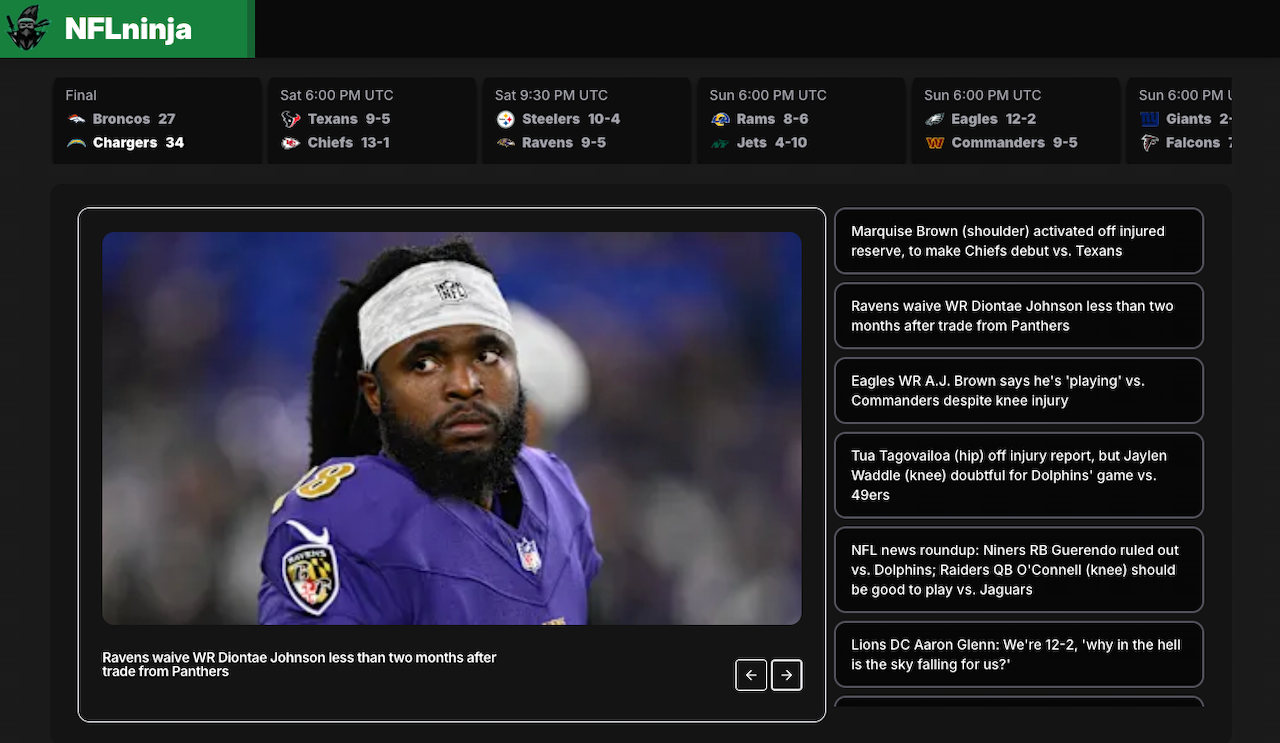 NFLninja
Final
Broncos 27
Chargers 34
Sat 6:00 PM UTC
Texans 9-5
Chiefs 13-1
Sat 9:30 PM UTC
Steelers 10-4
Ravens 9-5
Sun 6:00 PM UTC
Rams 8-6
Jets 4-10
Sun 6:00 PM UTC
Eagles 12-2
Commanders 9-5
Sun 6:00 PM U
Giants 2-
Falcons 7
NFL
18
RAVENS
Ravens waive WR Diontae Johnson less than two months after
trade from Panthers
Marquise Brown (shoulder) activated off injured
reserve, to make Chiefs debut vs. Texans
Ravens waive WR Diontae Johnson less than two
months after trade from Panthers
Eagles WR A.J. Brown says he's 'playing' vs.
Commanders despite knee injury
Tua Tagovailoa (hip) off injury report, but Jaylen
Waddle (knee) doubtful for Dolphins' game vs.
49ers
NFL news roundup: Niners RB Guerendo ruled out
vs. Dolphins; Raiders QB O'Connell (knee) should
be good to play vs. Jaguars
Lions DC Aaron Glenn: We're 12-2, 'why in the hell
is the sky falling for us?'